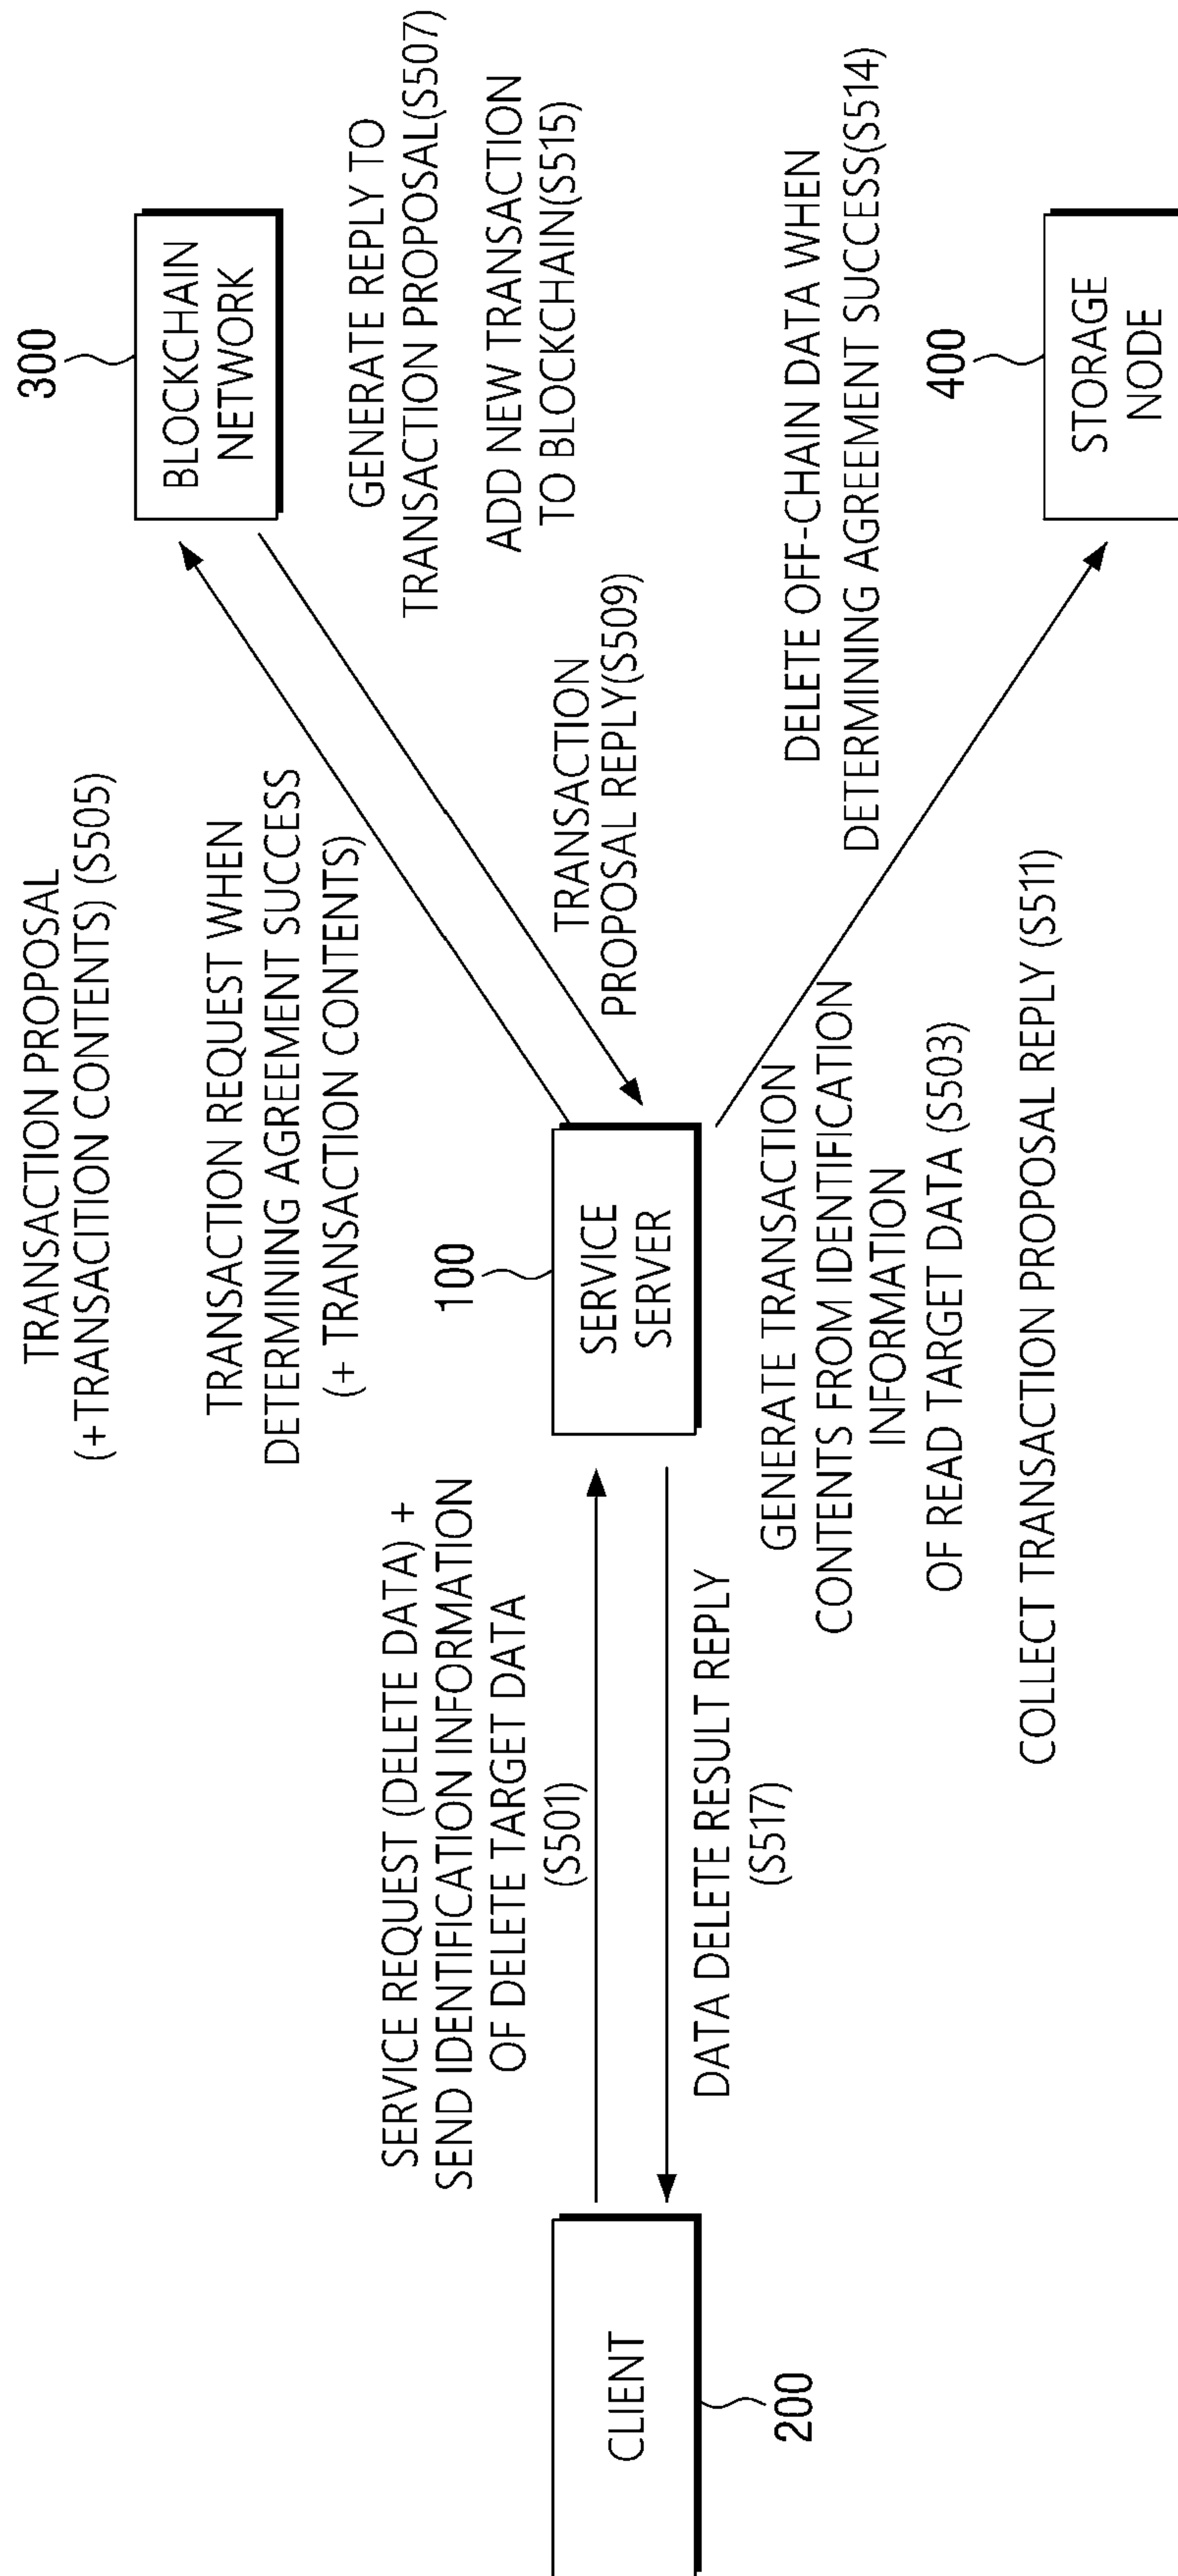 TRANSACTION PROPOSAL
(+TRANSACITION CONTENTS) (S505)
TRANSACTION REQUEST WHEN
DETERMINING AGREEMENT SUCCESS
(+ TRANSACTION CONTENTS)
300
BLOCKCHAIN
NETWORK
GENERATE REPLY TO
TRANSACTION PROPOSAL(S507)
ADD NEW TRANSACTION
TO BLOCKCHAIN(S515)
SERVICE REQUEST (DELETE DATA) +
SEND IDENTIFICATION INFORMATION
OF DELETE TARGET DATA
(S501)
100
SERVICE
SERVER
TRANSACTION
PROPOSAL REPLY(S509)
CLIENT
200
DATA DELETE RESULT REPLY
(S517)
GENERATE TRANSACTION
CONTENTS FROM IDENTIFICATION
INFORMATION
OF READ TARGET DATA (S503)
COLLECT TRANSACTION PROPOSAL REPLY (S511)
DELETE OFF-CHAIN DATA WHEN
DETERMINING AGREEMENT SUCCESS(S514)
400
STORAGE
NODE